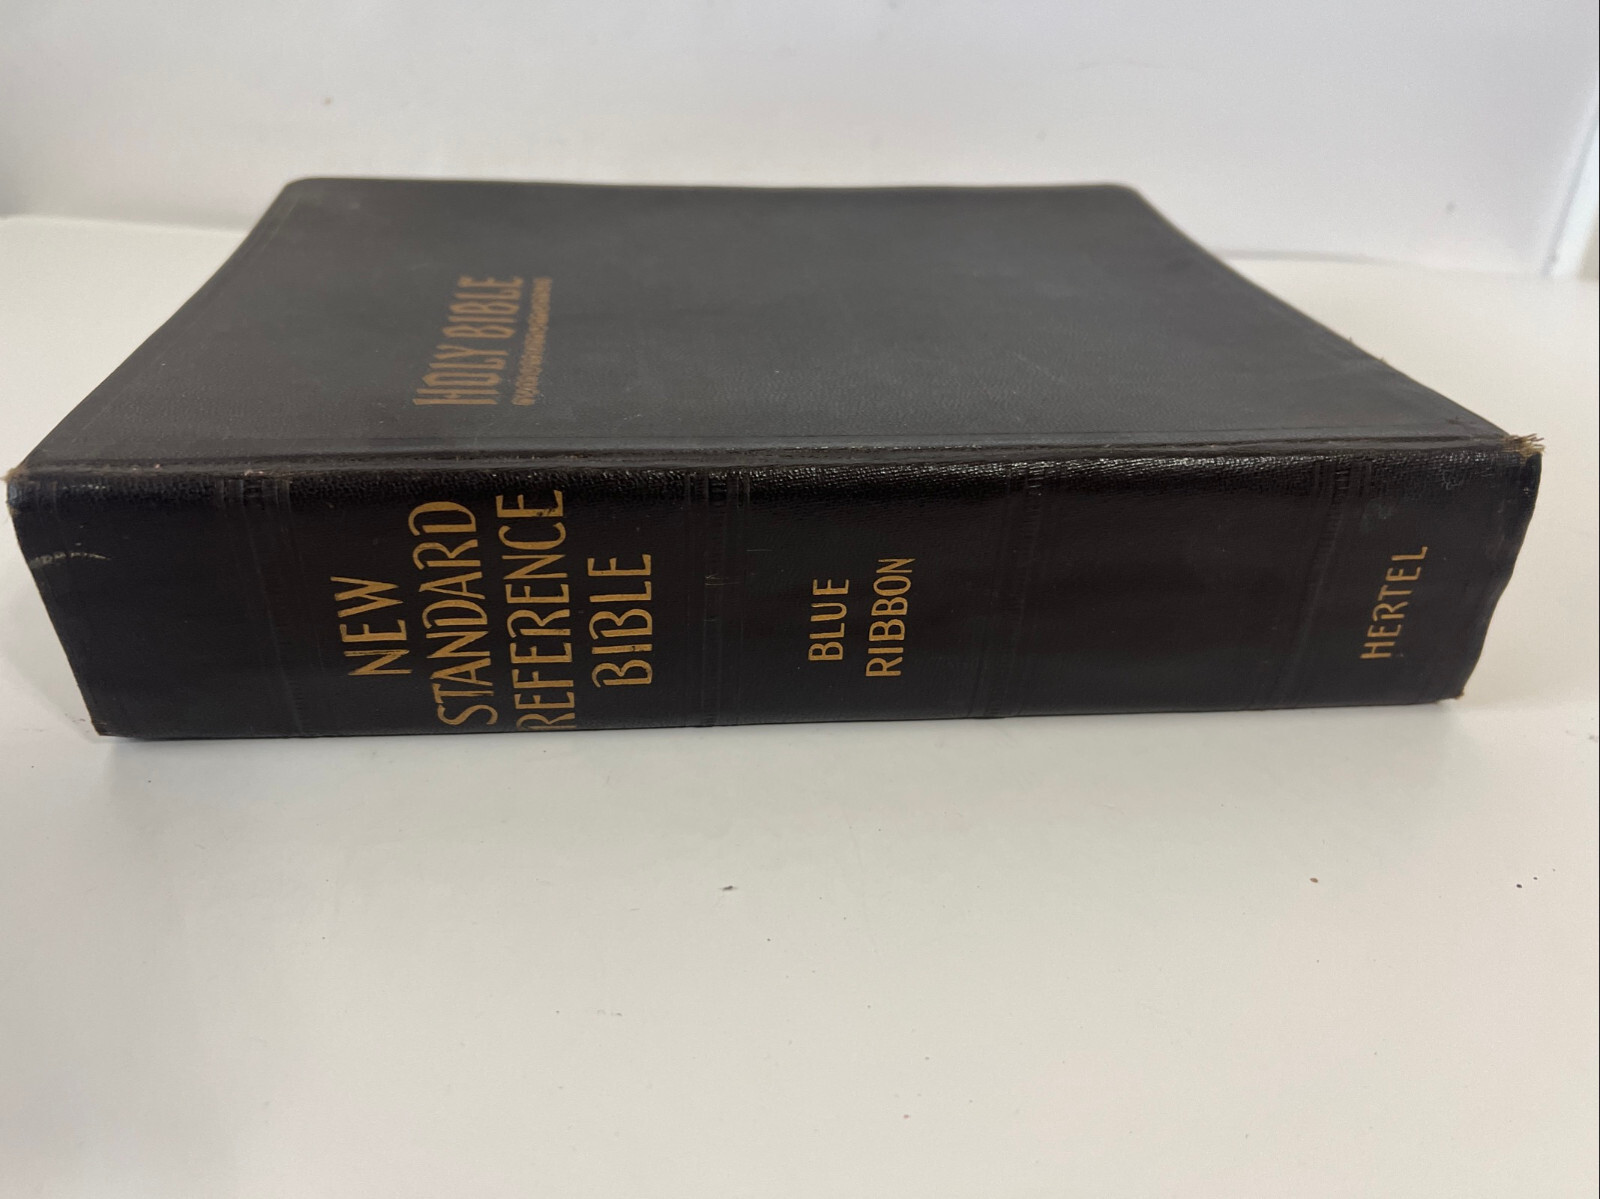 HOLY BIBLE
NEW
STANDARD
REFERENCE
BIBLE
BLUE
RIBBON
HERTEL